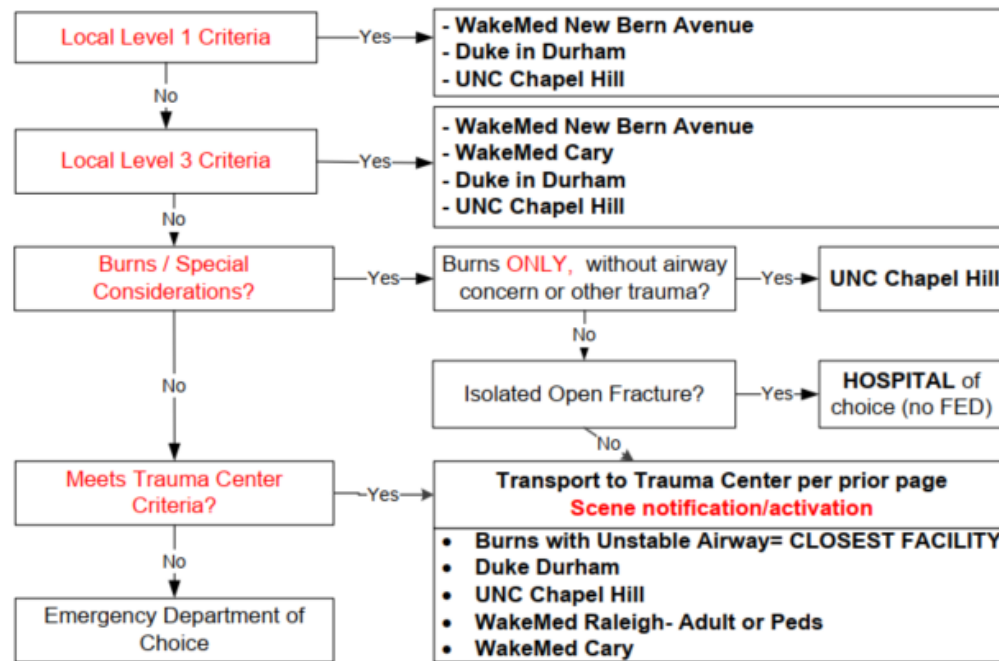 Local Level 1 Criteria
Yes
- WakeMed New Bern Avenue
- Duke in Durham
- UNC Chapel Hill
No
Local Level 3 Criteria
Yes
- WakeMed New Bern Avenue
- WakeMed Cary
- Duke in Durham
- UNC Chapel Hill
No
Burns / Special
Considerations?
Yes
Burns ONLY, without airway
concern or other trauma?
Yes
UNC Chapel Hill
No
Isolated Open Fracture?
Yes
HOSPITAL of
choice (no FED)
No
No
Meets Trauma Center
Criteria?
Yes
Transport to Trauma Center per prior page
Scene notification/activation
• Burns with Unstable Airway= CLOSEST FACILITY
• Duke Durham
• UNC Chapel Hill
• WakeMed Raleigh- Adult or Peds
• WakeMed Cary
No
Emergency Department of
Choice